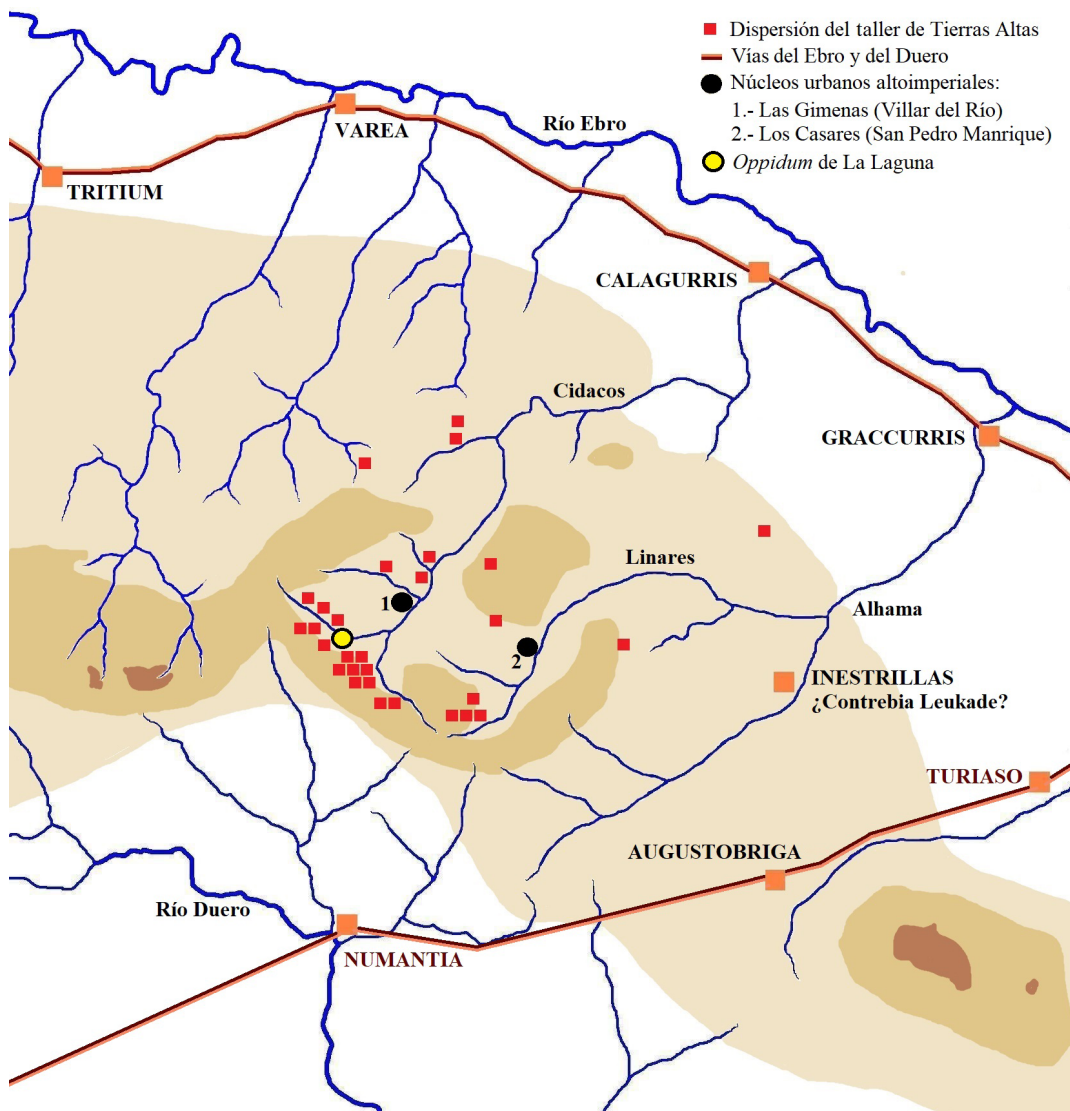 Dispersión del taller de Tierras Altas
Vías del Ebro y del Duero
Núcleos urbanos altoimperiales:
1.- Las Gimenas (Villar del Río)
2.- Los Casares (San Pedro Manrique)
Oppidum de La Laguna
VAREA
Río Ebro
TRITIUM
CALAGURRIS
Cidacos
GRACCURRIS
Linares
1
Alhama
2
INESTRILLAS
¿Contrebia Leukade?
TURIASO
AUGUSTOBRIGA
Río Duero
NUMANTIA